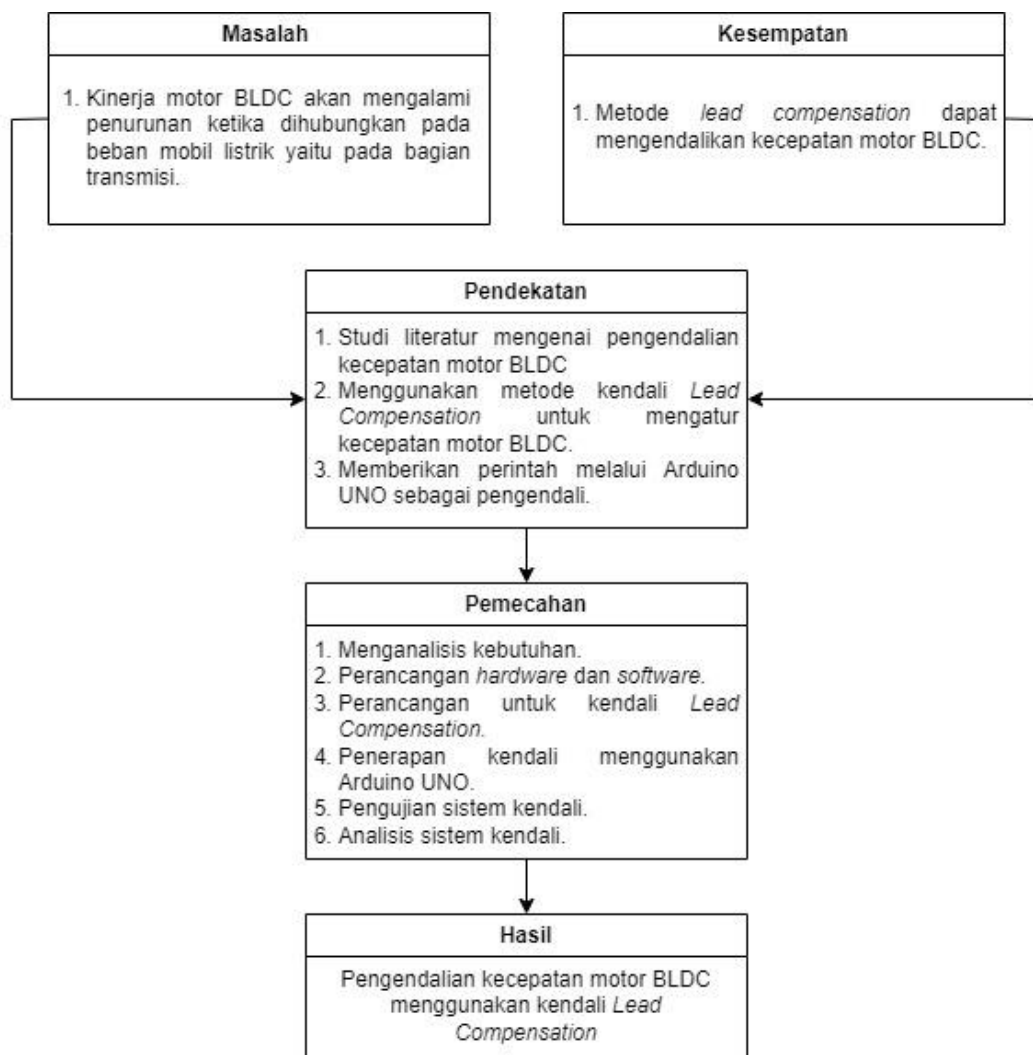 Masalah
1. Kinerja motor BLDC akan mengalami
penurunan ketika dihubungkan pada
beban mobil listrik yaitu pada bagian
transmisi.
Kesempatan
1. Metode lead compensation dapat
mengendalikan kecepatan motor BLDC.
Pendekatan
1. Studi literatur mengenai pengendalian
kecepatan motor BLDC
2. Menggunakan metode kendali Lead
Compensation untuk mengatur
kecepatan motor BLDC.
3. Memberikan perintah melalui Arduino
UNO sebagai pengendali.
Pemecahan
1. Menganalisis kebutuhan.
2. Perancangan hardware dan software.
3. Perancangan untuk kendali Lead
Compensation.
4. Penerapan kendali menggunakan
Arduino UNO.
5. Pengujian sistem kendali.
6. Analisis sistem kendali.
Hasil
Pengendalian kecepatan motor BLDC
menggunakan kendali Lead
Compensation